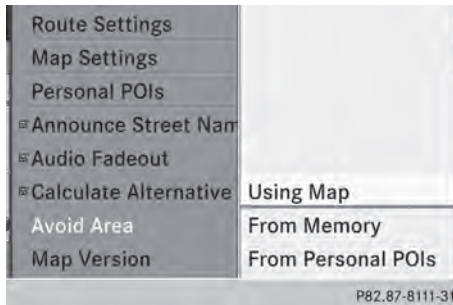 Route Settings
Map Settings
Personal POIs
Announce Street Nam
Audio Fadeout
Calculate Alternative
Avoid Area
Map Version
Using Map
From Memory
From Personal POIs
P82.87-8111-31